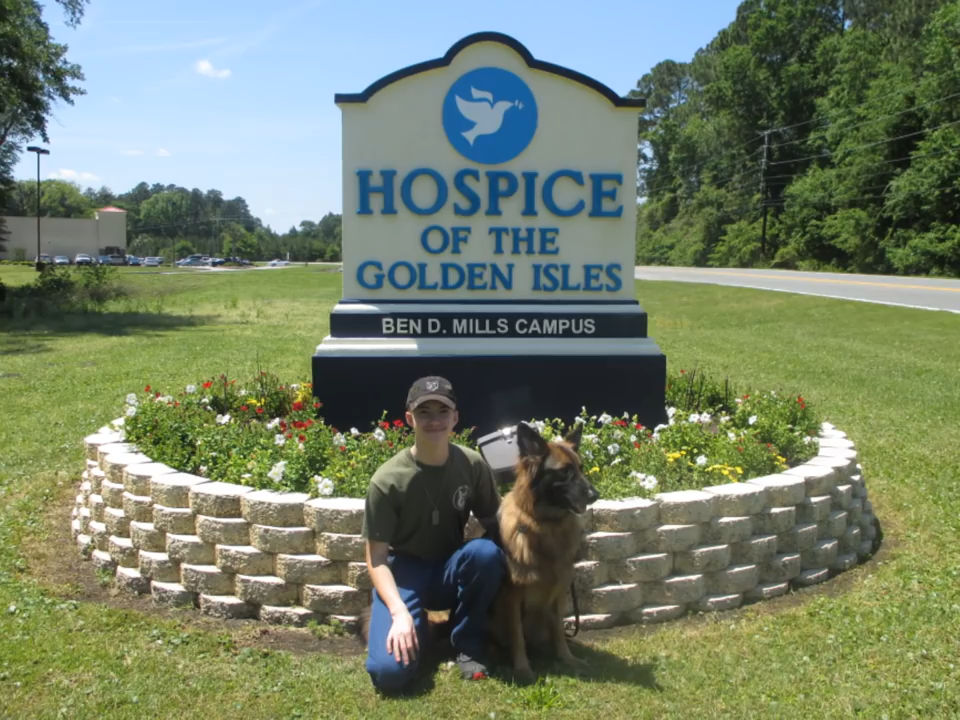 HOSPICE
OF THE
GOLDEN ISLES
BEN D. MILLS CAMPUS